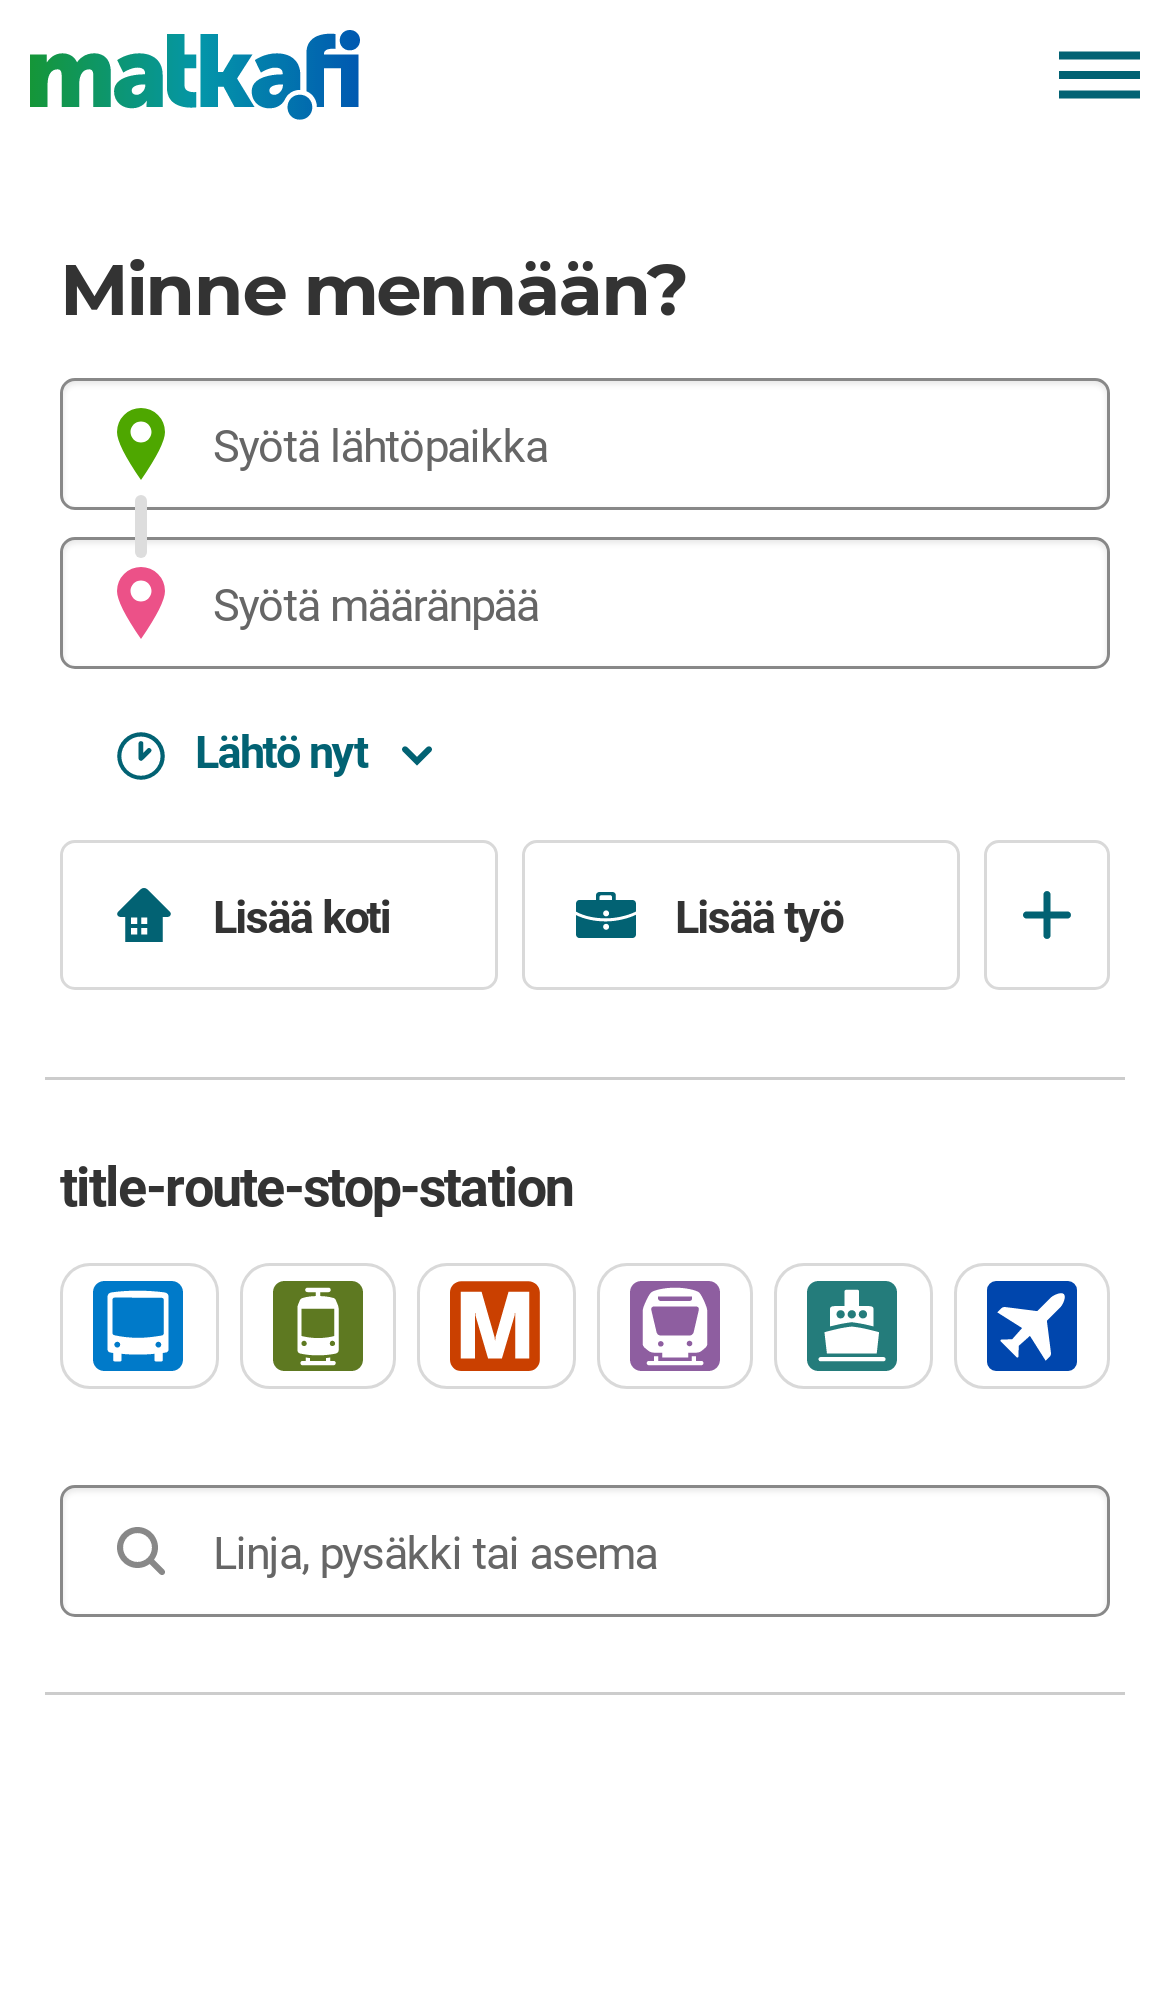 matka.fi
Minne mennään?
Syötä lähtöpaikka
Syötä määränpää
Lähtö nyt
Lisää koti
Lisää työ
title-route-stop-station
M
Linja, pysäkki tai asema